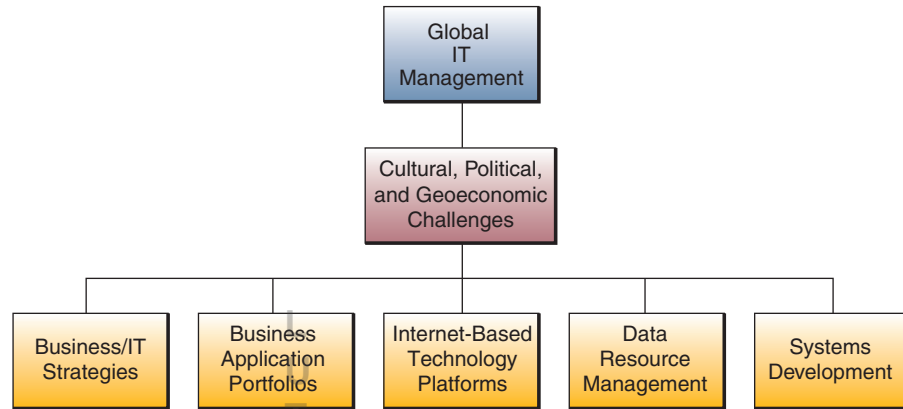 Global
IT
Management
Cultural, Political,
and Geoeconomic
Challenges
Business/IT
Strategies
Business
Application
Portfolios
Internet-Based
Technology
Platforms
Data
Resource
Management
Systems
Development